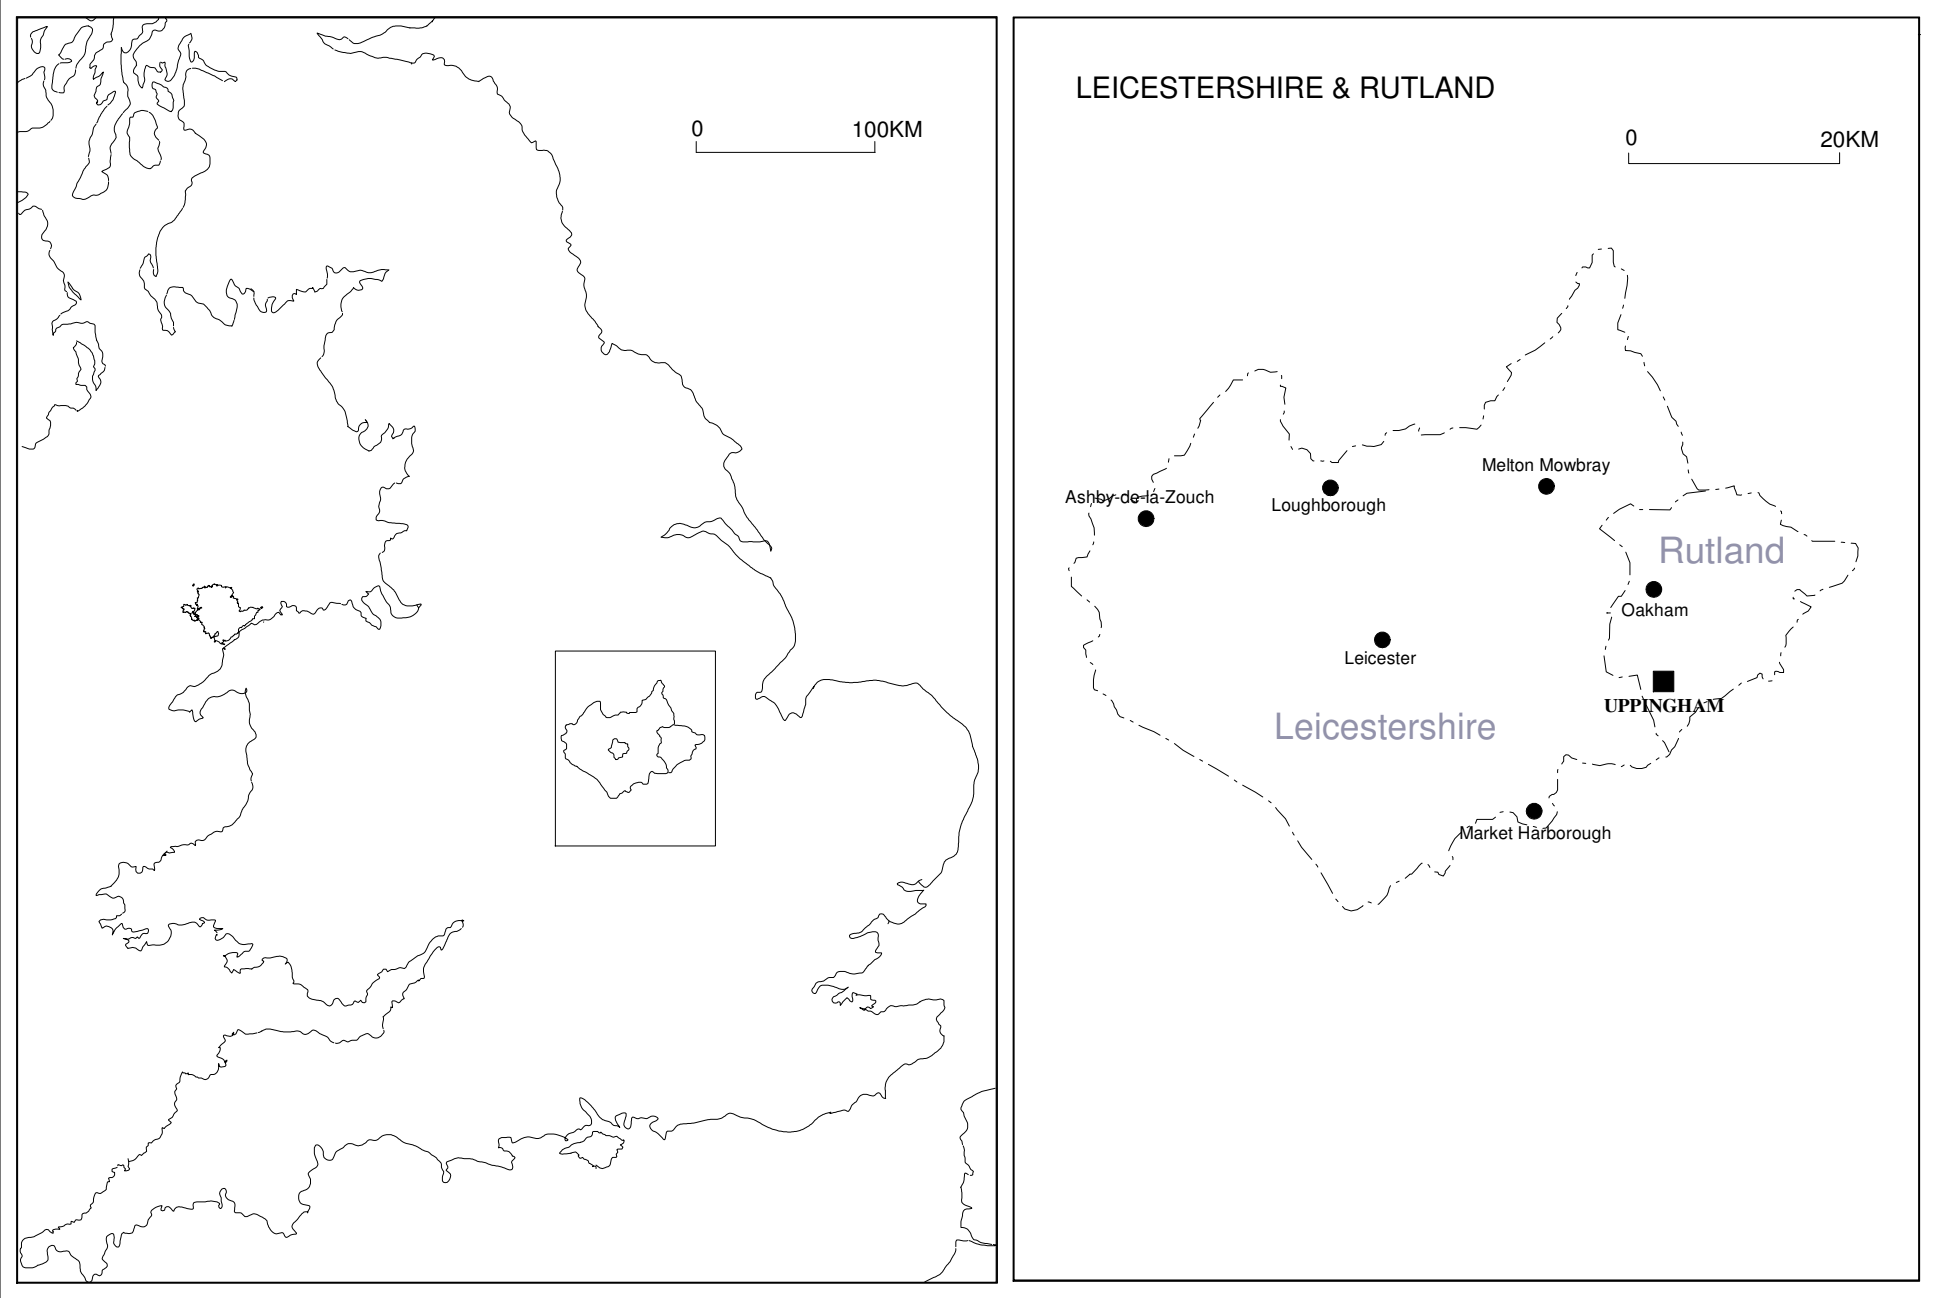 0 100KM
LEICESTERSHIRE & RUTLAND
0 20KM
Melton Mowbray
Ashby-de-la-Zouch
Loughborough
Rutland
Oakham
Leicester
UPPINGHAM
Leicestershire
Market Harborough